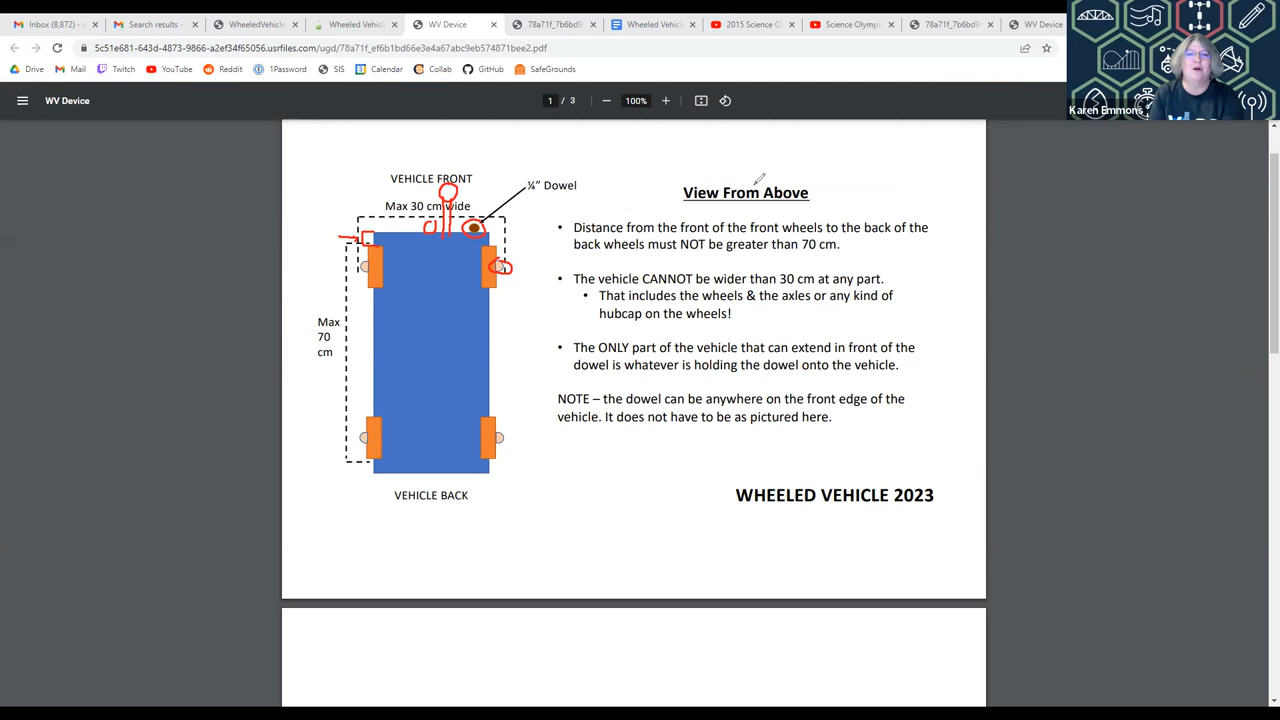 Inbox (8,872) -
Search results -
WheeledVehicle
Wheeled Vehicl
WV Device
78a71f_7b6bd9
Wheeled Vehicl
2015 Science O
Science Olymp
78a71f_7b6bd
WV Device
5c51e681-643d-4873-9866-a2ef34f65056.usrfiles.com/ugd/78a71f_ef6b1bd66e3e4a67abc9eb574871bee2.pdf
Drive
Mail
Twitch
YouTube
Reddit
1Password
SIS
Calendar
Collab
GitHub
SafeGrounds
Karen Emmons
WV Device
1 / 3
100%
VEHICLE FRONT
¼" Dowel
Max 30 cm wide
Max
70
cm
VEHICLE BACK
View From Above
• Distance from the front of the front wheels to the back of the
back wheels must NOT be greater than 70 cm.
• The vehicle CANNOT be wider than 30 cm at any part.
• That includes the wheels & the axles or any kind of
hubcap on the wheels!
• The ONLY part of the vehicle that can extend in front of the
dowel is whatever is holding the dowel onto the vehicle.
NOTE – the dowel can be anywhere on the front edge of the
vehicle. It does not have to be as pictured here.
WHEELED VEHICLE 2023